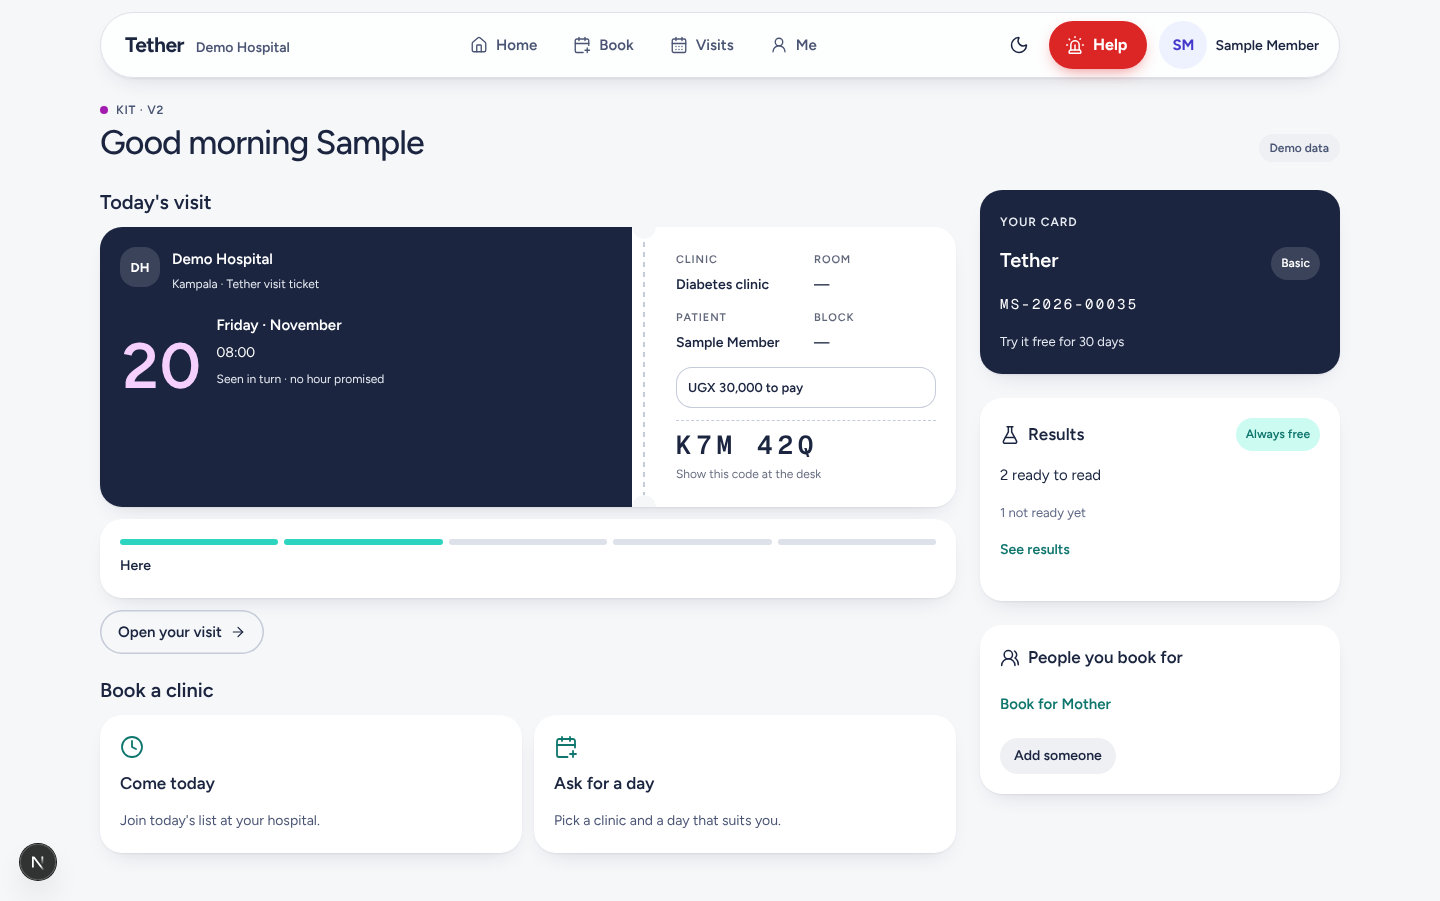 Tether Demo Hospital
Home
Book
Visits
Me
Help
SM
Sample Member
KIT · V2
Good morning Sample
Demo data
Today's visit
DH
Demo Hospital
Kampala · Tether visit ticket
20
Friday · November
08:00
Seen in turn · no hour promised
CLINIC
Diabetes clinic
ROOM
—
PATIENT
Sample Member
BLOCK
—
UGX 30,000 to pay
K7M 42Q
Show this code at the desk
Here
Open your visit
Book a clinic
Come today
Join today's list at your hospital.
Ask for a day
Pick a clinic and a day that suits you.
YOUR CARD
Tether
Basic
MS-2026-00035
Try it free for 30 days
Results
Always free
2 ready to read
1 not ready yet
See results
People you book for
Book for Mother
Add someone
N